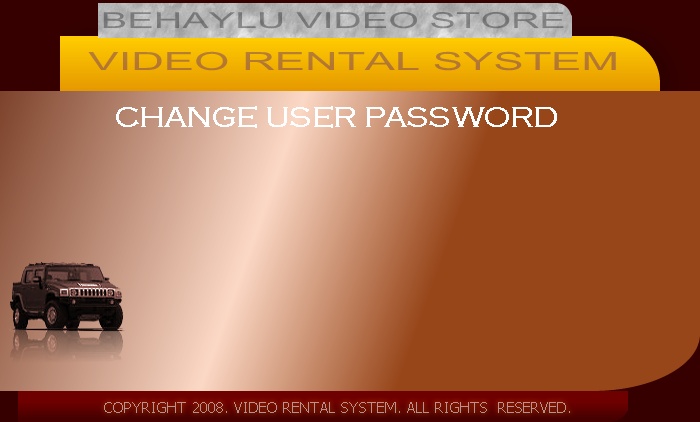 BEHAYLU VIDEO STORE
VIDEO RENTAL SYSTEM
CHANGE USER PASSWORD
COPYRIGHT 2008. VIDEO RENTAL SYSTEM. ALL RIGHTS RESERVED.